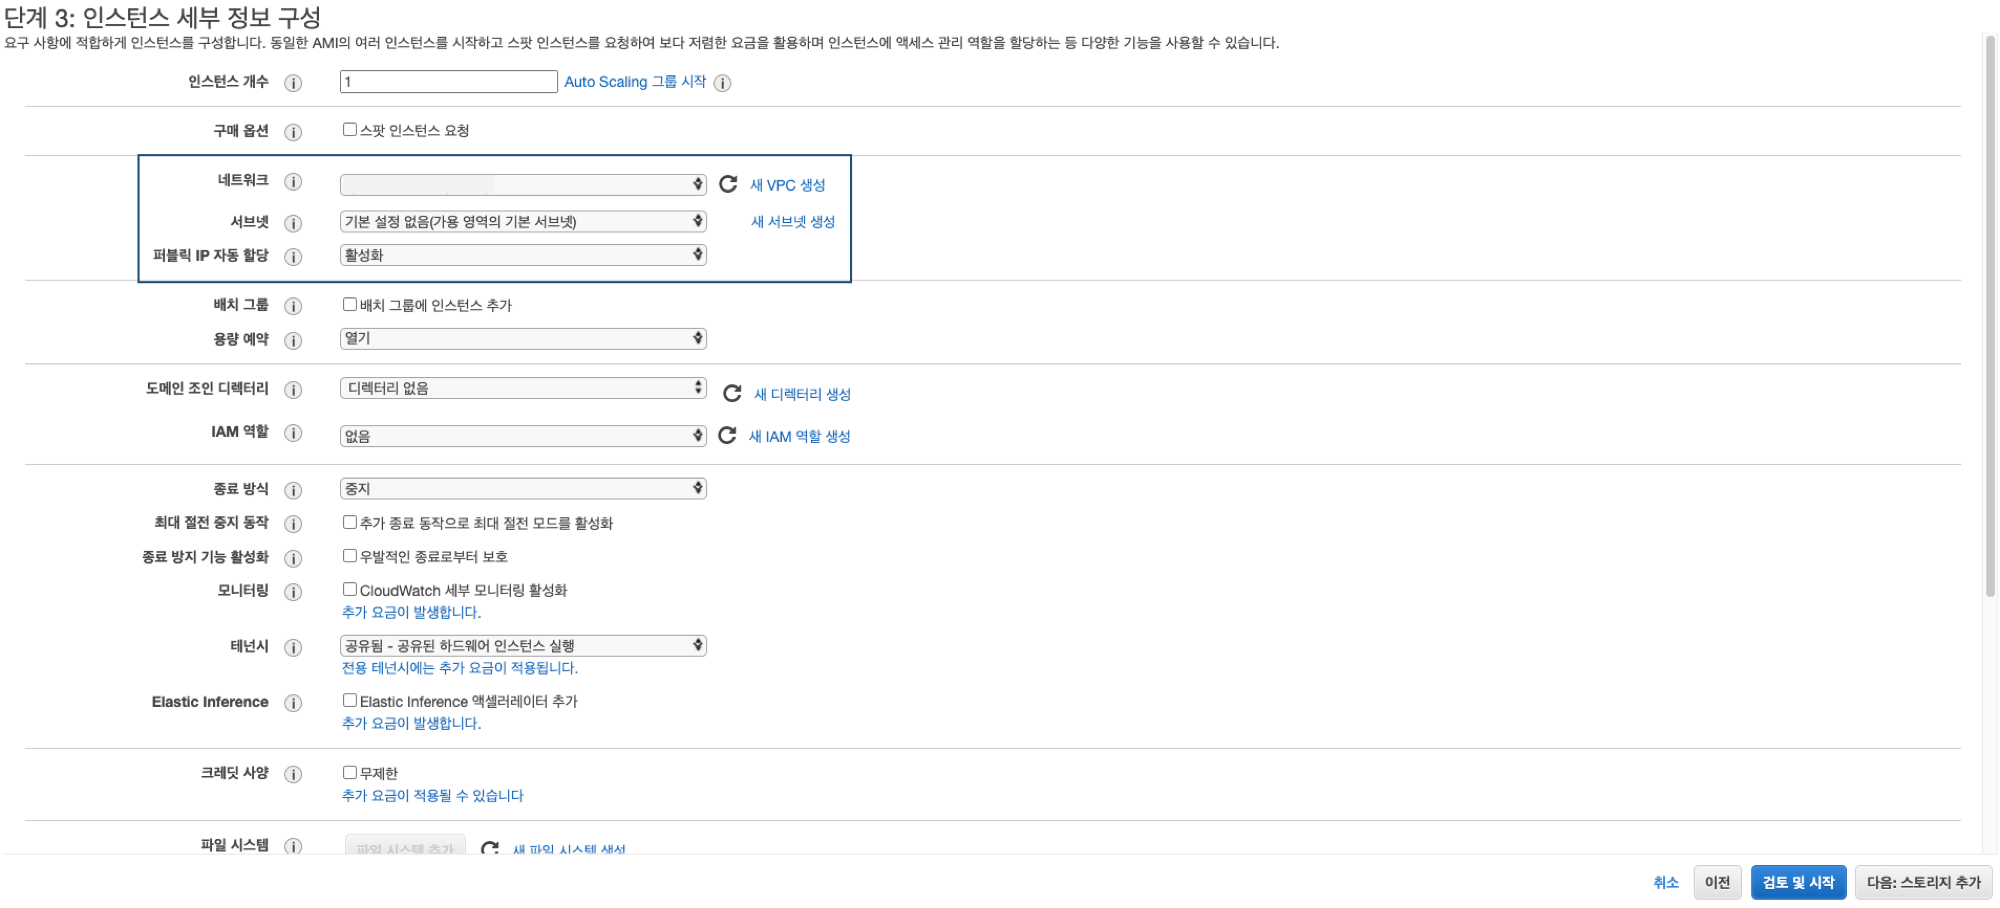 단계 3: 인스턴스 세부 정보 구성
요구 사항에 적합하게 인스턴스를 구성합니다. 동일한 AMI의 여러 인스턴스를 시작하고 스팟 인스턴스를 요청하여 보다 저렴한 요금을 활용하며 인스턴스에 액세스 관리 역할을 할당하는 등 다양한 기능을 사용할 수 있습니다.
인스턴스 개수 i 1 Auto Scaling 그룹 시작 i
구매 옵션 i 스팟 인스턴스 요청
네트워크 i 새 VPC 생성
서브넷 i 기본 설정 없음(가용 영역의 기본 서브넷) 새 서브넷 생성
퍼블릭 IP 자동 할당 i 활성화
배치 그룹 i 배치 그룹에 인스턴스 추가
용량 예약 i 열기
도메인 조인 디렉터리 i 디렉터리 없음 새 디렉터리 생성
IAM 역할 i 없음 새 IAM 역할 생성
종료 방식 i 중지
최대 절전 중지 동작 i 추가 종료 동작으로 최대 절전 모드를 활성화
종료 방지 기능 활성화 i 우발적인 종료로부터 보호
모니터링 i CloudWatch 세부 모니터링 활성화
추가 요금이 발생합니다.
테넌시 i 공유됨 - 공유된 하드웨어 인스턴스 실행
전용 테넌시에는 추가 요금이 적용됩니다.
Elastic Inference i Elastic Inference 액셀러레이터 추가
추가 요금이 발생합니다.
크레딧 사양 i 무제한
추가 요금이 적용될 수 있습니다
파일 시스템 i 파일 시스템 추가 새 파일 시스템 생성
취소 이전 검토 및 시작 다음: 스토리지 추가